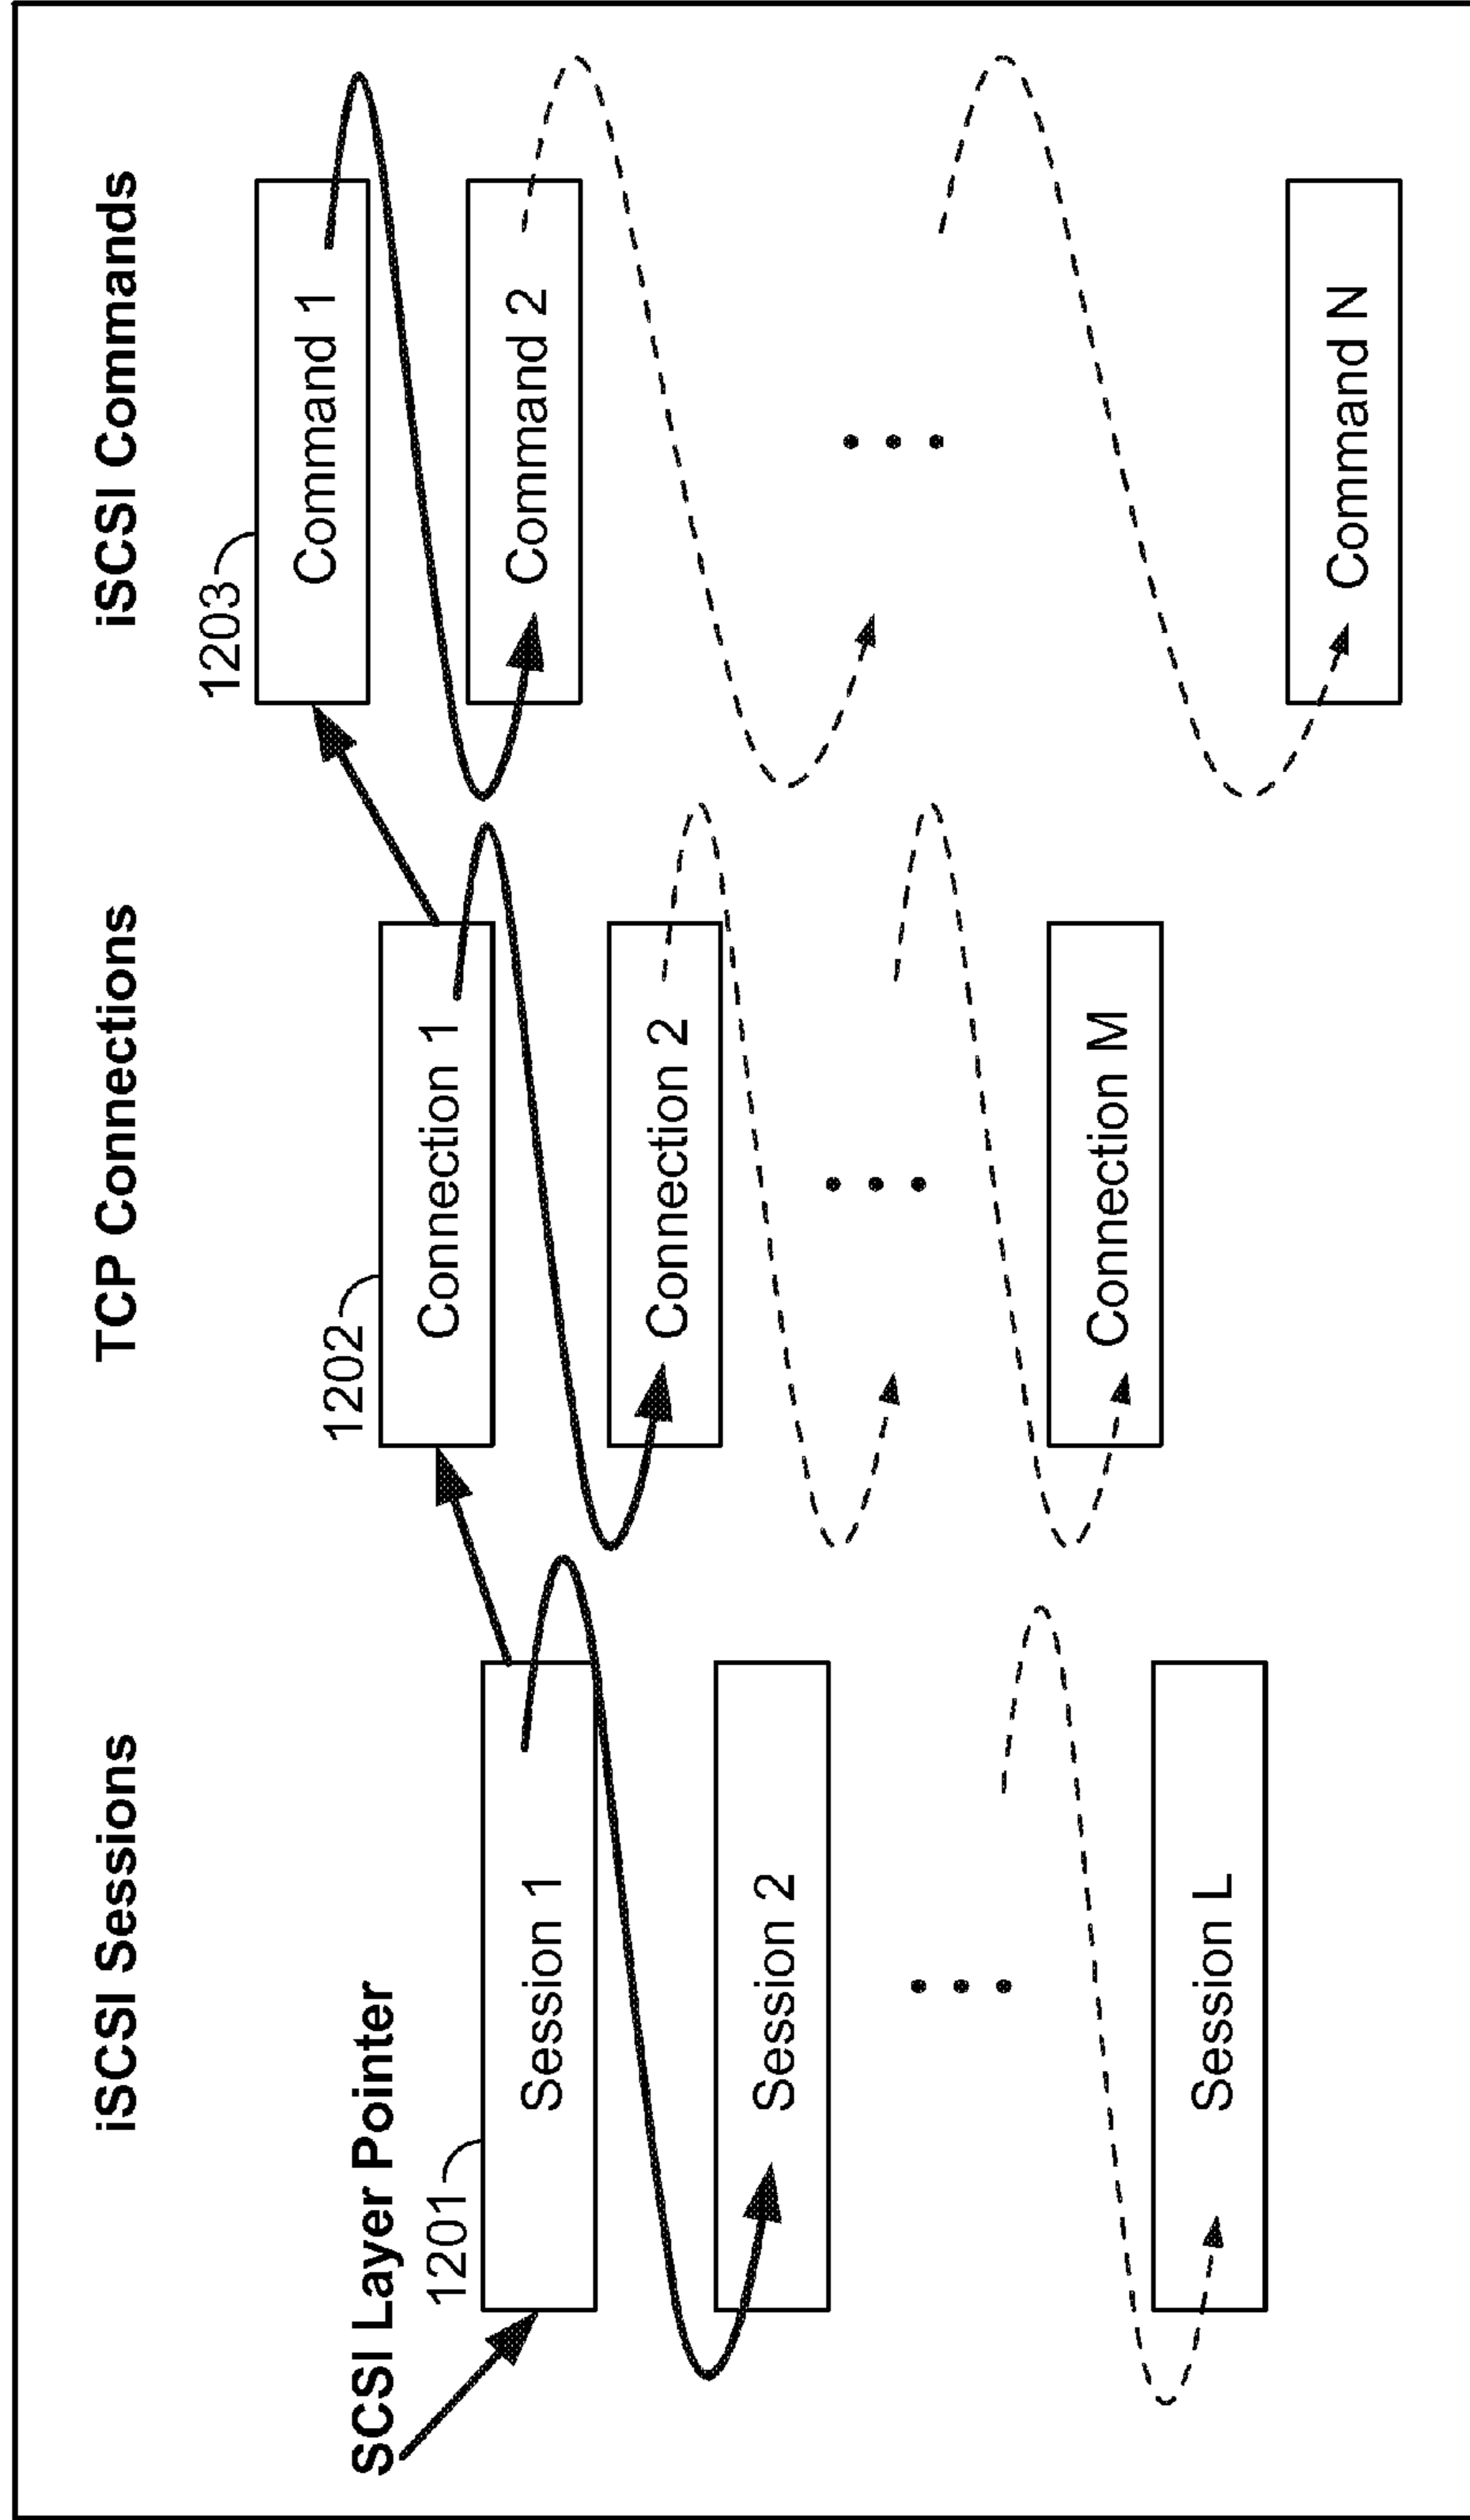 iSCSI Sessions
TCP Connections
iSCSI Commands
SCSI Layer Pointer
1201
Session 1
Session 2
Session L
1202
Connection 1
Connection 2
Connection M
1203
Command 1
Command 2
Command N